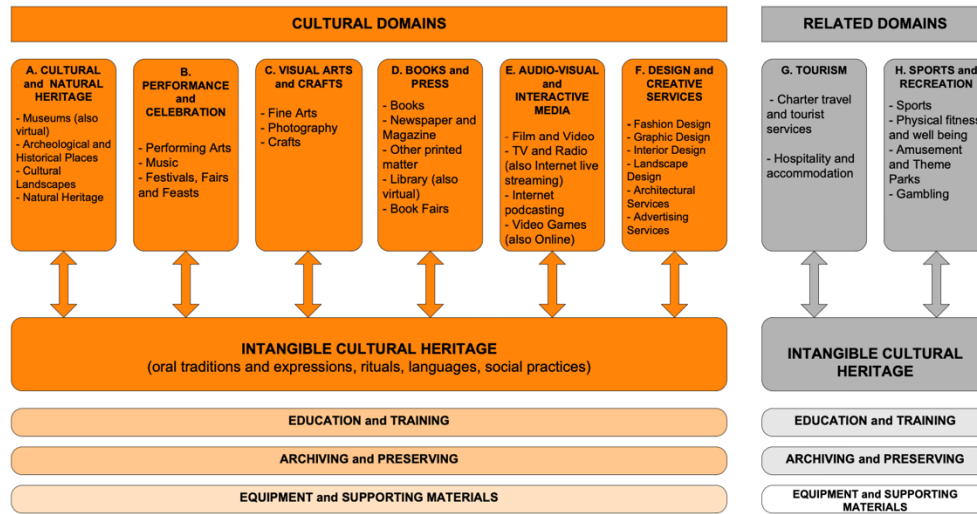 CULTURAL DOMAINS
RELATED DOMAINS
A. CULTURAL
and NATURAL
HERITAGE
- Museums (also
virtual)
- Archeological and
Historical Places
- Cultural
Landscapes
- Natural Heritage
B.
PERFORMANCE
and
CELEBRATION
- Performing Arts
- Music
- Festivals, Fairs
and Feasts
C. VISUAL ARTS
and CRAFTS
- Fine Arts
- Photography
- Crafts
D. BOOKS and
PRESS
- Books
- Newspaper and
Magazine
- Other printed
matter
- Library (also
virtual)
- Book Fairs
E. AUDIO-VISUAL
and
INTERACTIVE
MEDIA
- Film and Video
- TV and Radio
(also Internet live
streaming)
- Internet
podcasting
- Video Games
(also Online)
F. DESIGN and
CREATIVE
SERVICES
- Fashion Design
- Graphic Design
- Interior Design
- Landscape
Design
- Architectural
Services
- Advertising
Services
G. TOURISM
- Charter travel
and tourist
services
- Hospitality and
accommodation
H. SPORTS and
RECREATION
- Sports
- Physical fitness
and well being
- Amusement and
Theme
Parks
- Gambling
INTANGIBLE CULTURAL HERITAGE
(oral traditions and expressions, rituals, languages, social practices)
INTANGIBLE CULTURAL
HERITAGE
EDUCATION and TRAINING
EDUCATION and TRAINING
ARCHIVING and PRESERVING
ARCHIVING and PRESERVING
EQUIPMENT and SUPPORTING MATERIALS
EQUIPMENT and SUPPORTING
MATERIALS